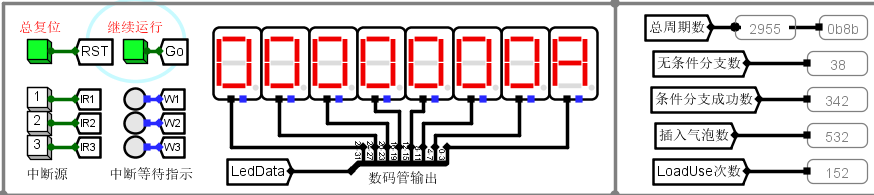 总复位 继续运行
RST Go
总周期数 2955 0b8b
无条件分支数 38
1 IR1 W1
2 IR2 W2
3 IR3 W3
条件分支成功数 342
插入气泡数 532
中断源 中断等待指示
LedData
数码管输出
LoadUse次数 152